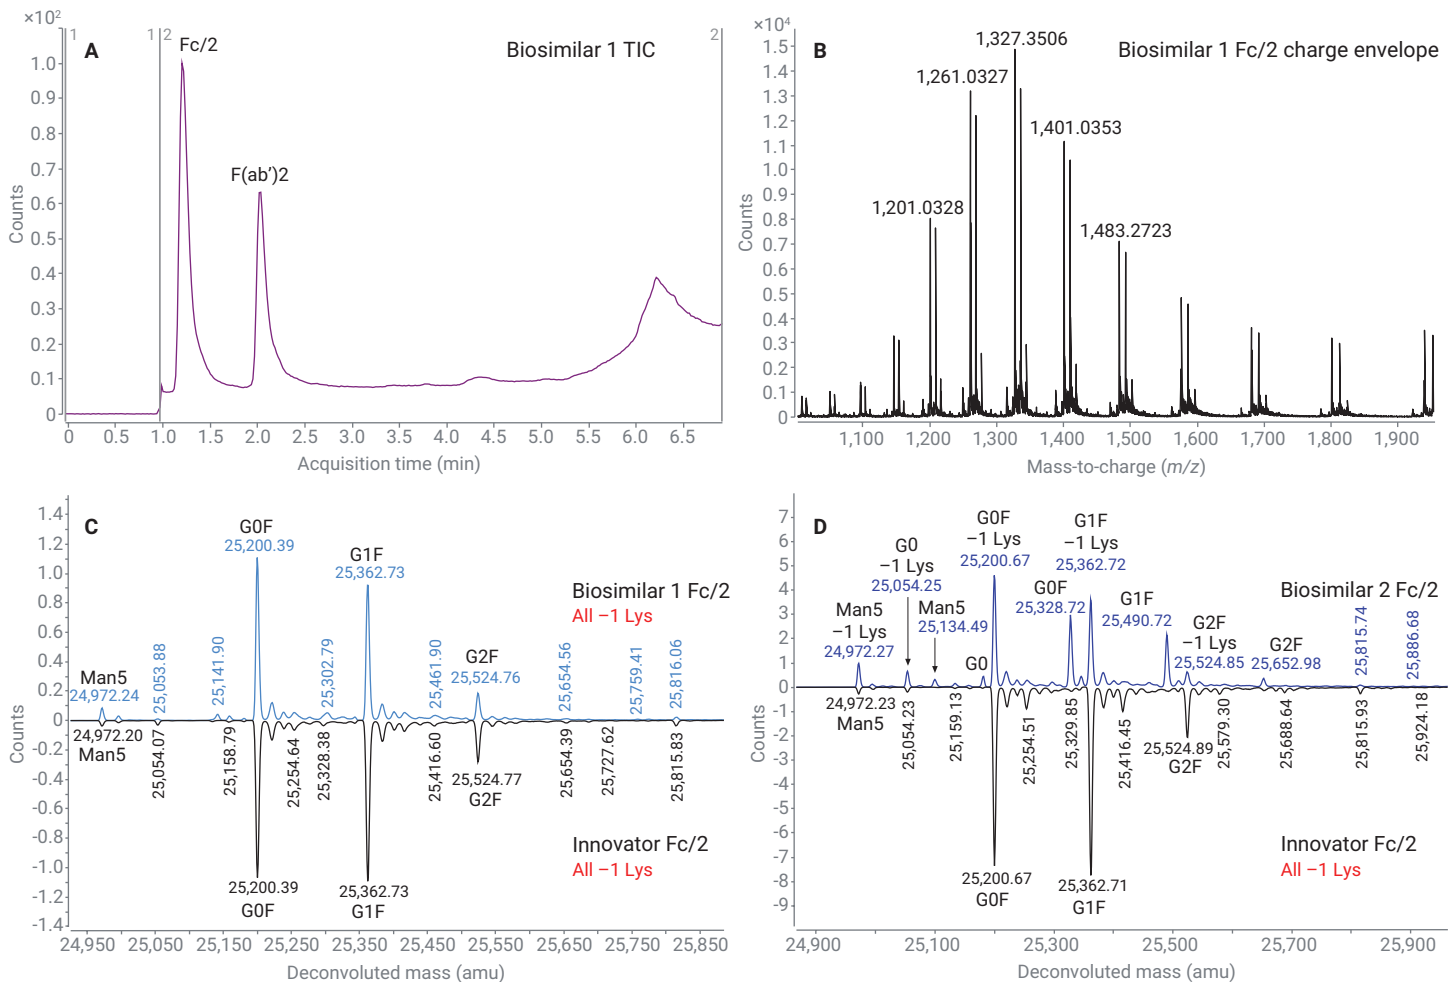 ×10²
1
1
2
2
A
Fc/2
Biosimilar 1 TIC
F(ab’)2
1.0
0.9
0.8
0.7
0.6
0.5
0.4
0.3
0.2
0.1
0
Counts
0 0.5 1.0 1.5 2.0 2.5 3.0 3.5 4.0 4.5 5.0 5.5 6.0 6.5
Acquisition time (min)
×10⁴
B
1,327.3506
Biosimilar 1 Fc/2 charge envelope
1,261.0327
1,401.0353
1,201.0328
1,483.2723
1.5
1.4
1.3
1.2
1.1
1.0
0.9
0.8
0.7
0.6
0.5
0.4
0.3
0.2
0.1
0
Counts
1,100 1,200 1,300 1,400 1,500 1,600 1,700 1,800 1,900
Mass-to-charge (m/z)
C
G0F
25,200.39
G1F
25,362.73
Biosimilar 1 Fc/2
All −1 Lys
Man5
24,972.24
25,053.88
25,141.90
25,302.79
25,461.90
G2F
25,524.76
25,654.56
25,759.41
25,816.06
24,972.20
Man5
25,054.07
25,158.79
25,254.64
25,328.38
25,416.60
25,524.77
G2F
25,654.39
25,727.62
25,815.83
Innovator Fc/2
All −1 Lys
25,200.39
G0F
25,362.73
G1F
1.4
1.2
1.0
0.8
0.6
0.4
0.2
0
-0.2
-0.4
-0.6
-0.8
-1.0
-1.2
-1.4
Counts
24,950 25,050 25,150 25,250 25,350 25,450 25,550 25,650 25,750 25,850
Deconvoluted mass (amu)
D
G0F
−1 Lys
25,200.67
G1F
−1 Lys
25,362.72
G0
−1 Lys
25,054.25
Biosimilar 2 Fc/2
Man5
−1 Lys
24,972.27
Man5
25,134.49
G0
G0F
25,328.72
G1F
25,490.72
G2F
−1 Lys
25,524.85
G2F
25,652.98
25,815.74
25,886.68
24,972.23
Man5
25,054.23
25,159.13
25,254.51
25,329.85
25,416.45
25,524.89
G2F
25,579.30
25,688.64
25,815.93
25,924.18
Innovator Fc/2
All −1 Lys
25,200.67
G0F
25,362.71
G1F
7
6
5
4
3
2
1
0
-1
-2
-3
-4
-5
-6
-7
-8
-9
Counts
24,900 25,100 25,300 25,500 25,700 25,900
Deconvoluted mass (amu)